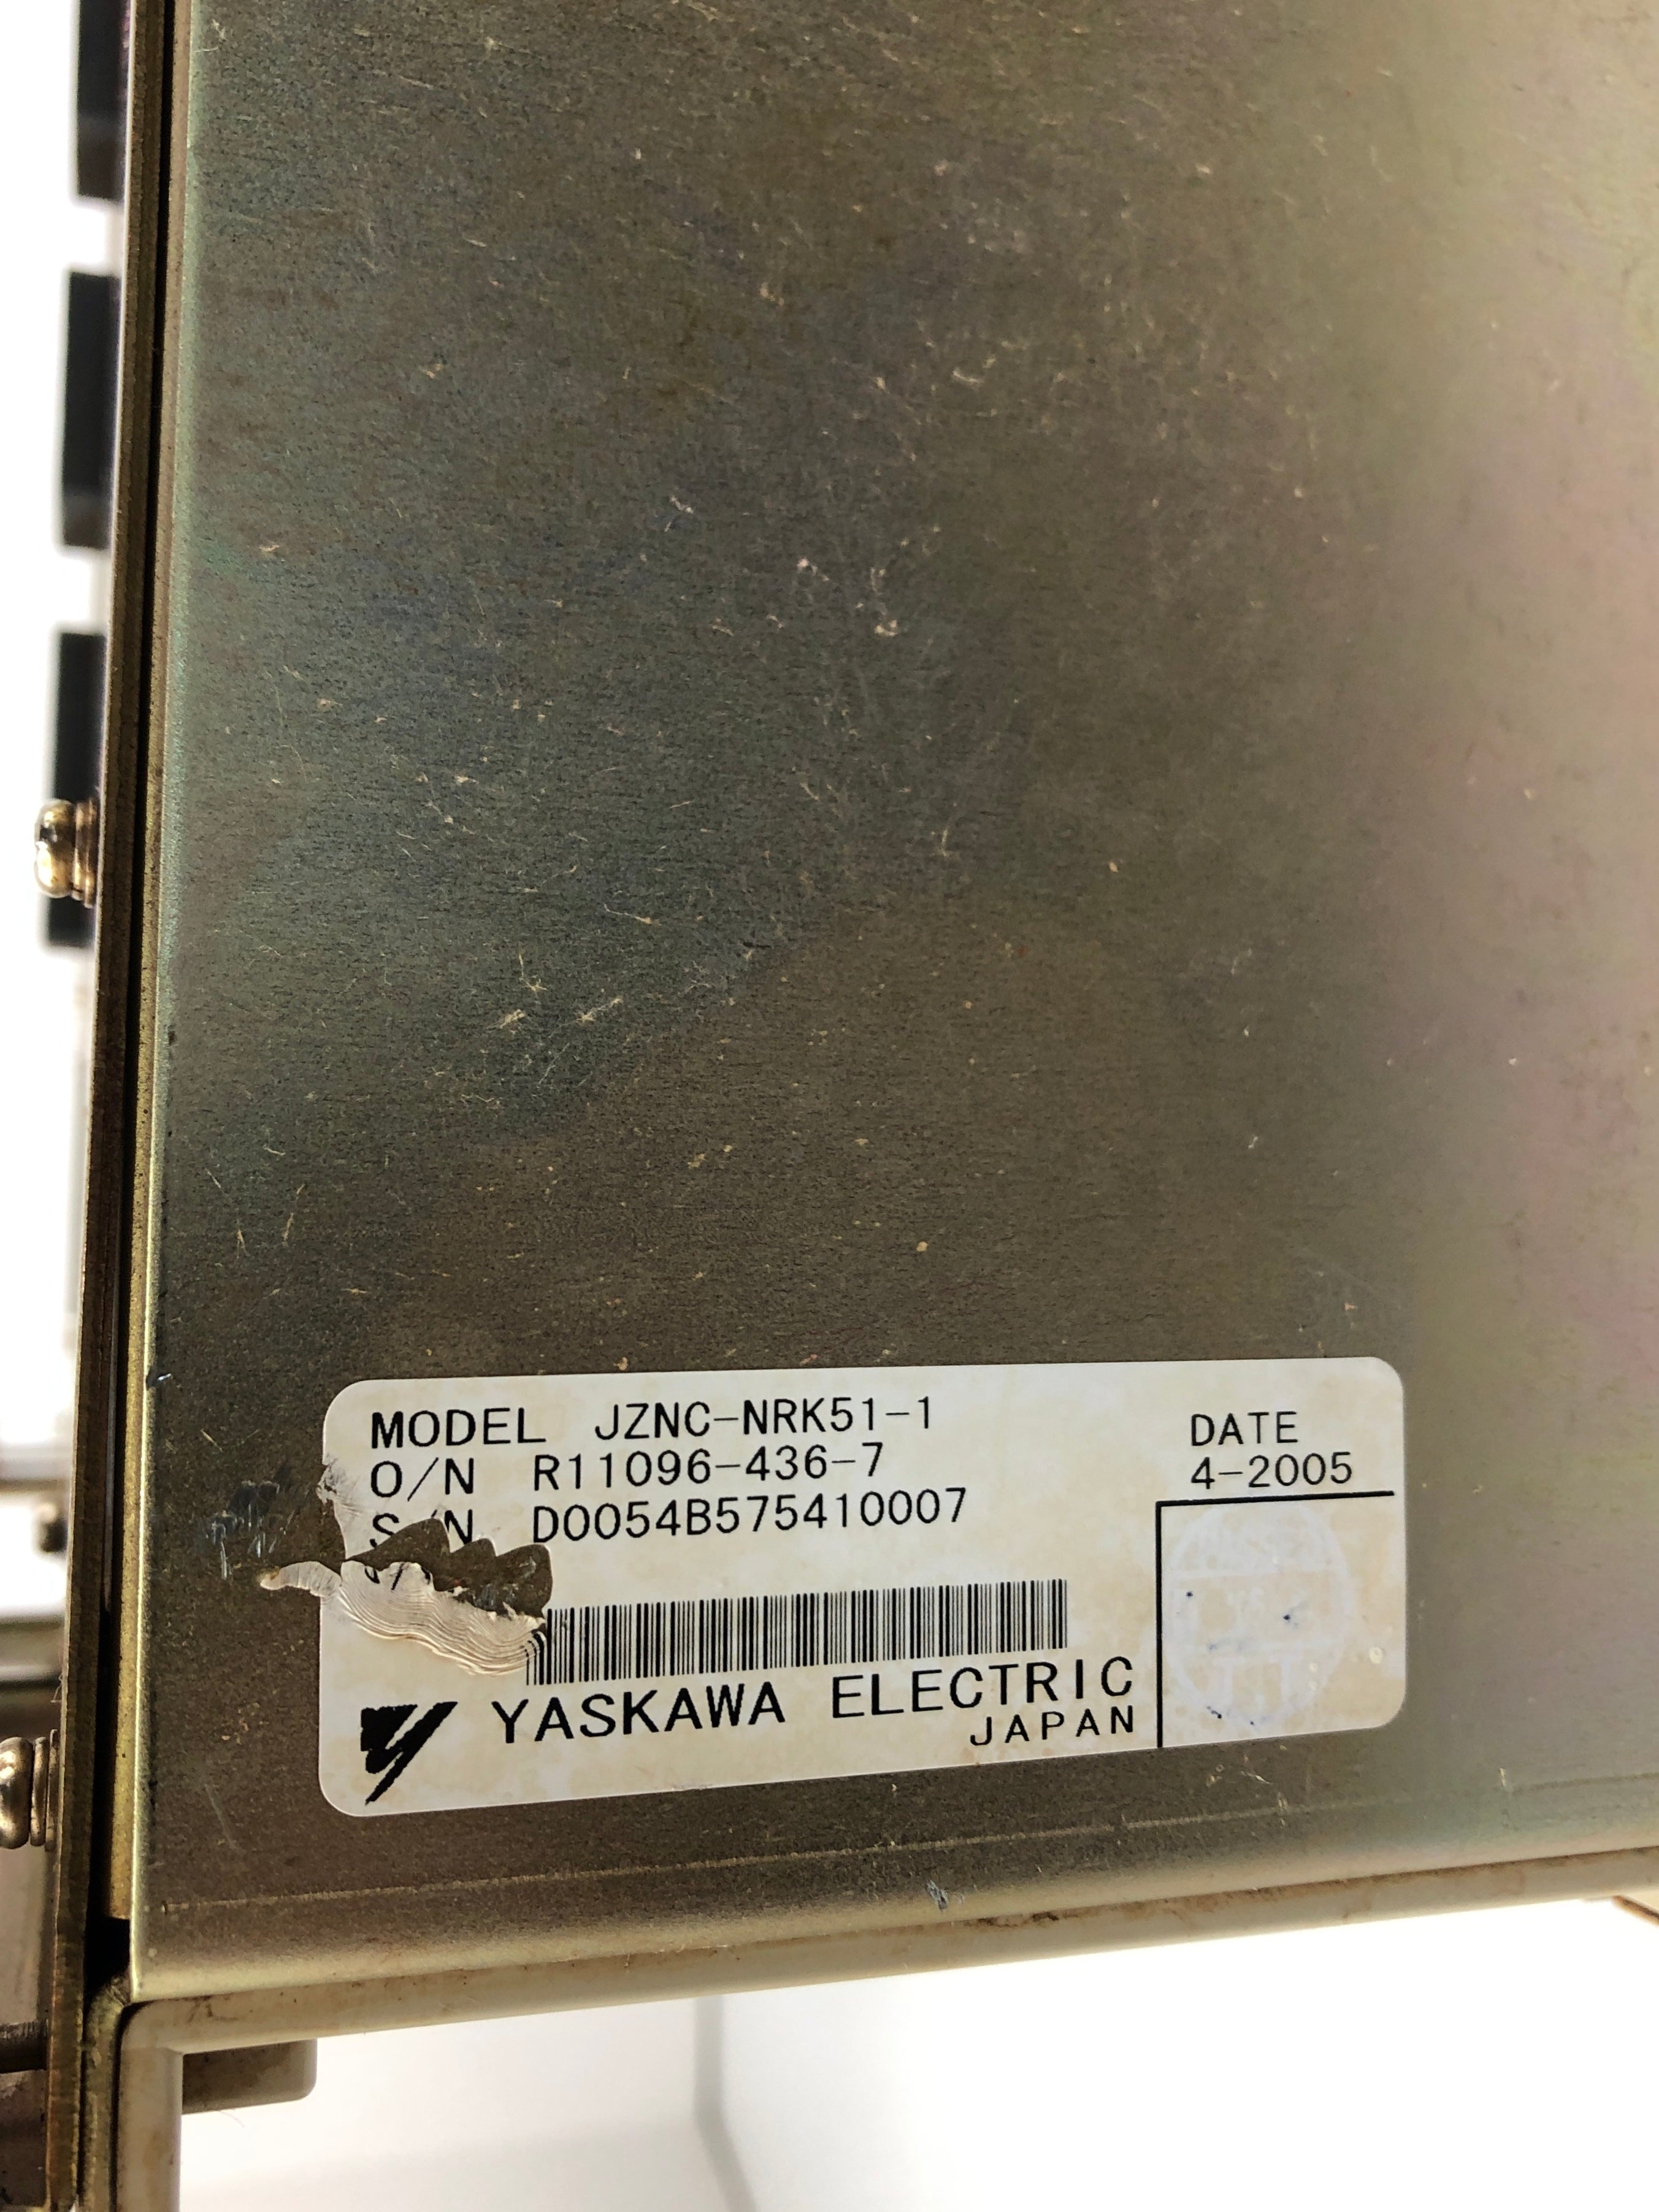 MODEL JZNC-NRK51-1
O/N R11096-436-7
S/N D0054B575410007
DATE
4-2005
YASKAWA ELECTRIC
JAPAN